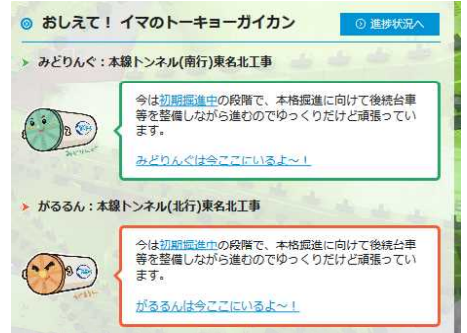 おしえて！ イマのトーキョーガイカン
進捗状況へ
みどりんぐ：本線トンネル(南行)東名北工事
今は初期掘進中の段階で、本格掘進に向けて後続台車
等を整備しながら進むのでゆっくりだけど頑張ってい
ます。
みどりんぐは今ここにいるよ～！
みどりんぐ
がるるん：本線トンネル(北行)東名北工事
今は初期掘進中の段階で、本格掘進に向けて後続台車
等を整備しながら進むのでゆっくりだけど頑張ってい
ます。
がるるんは今ここにいるよ～！
がるるん